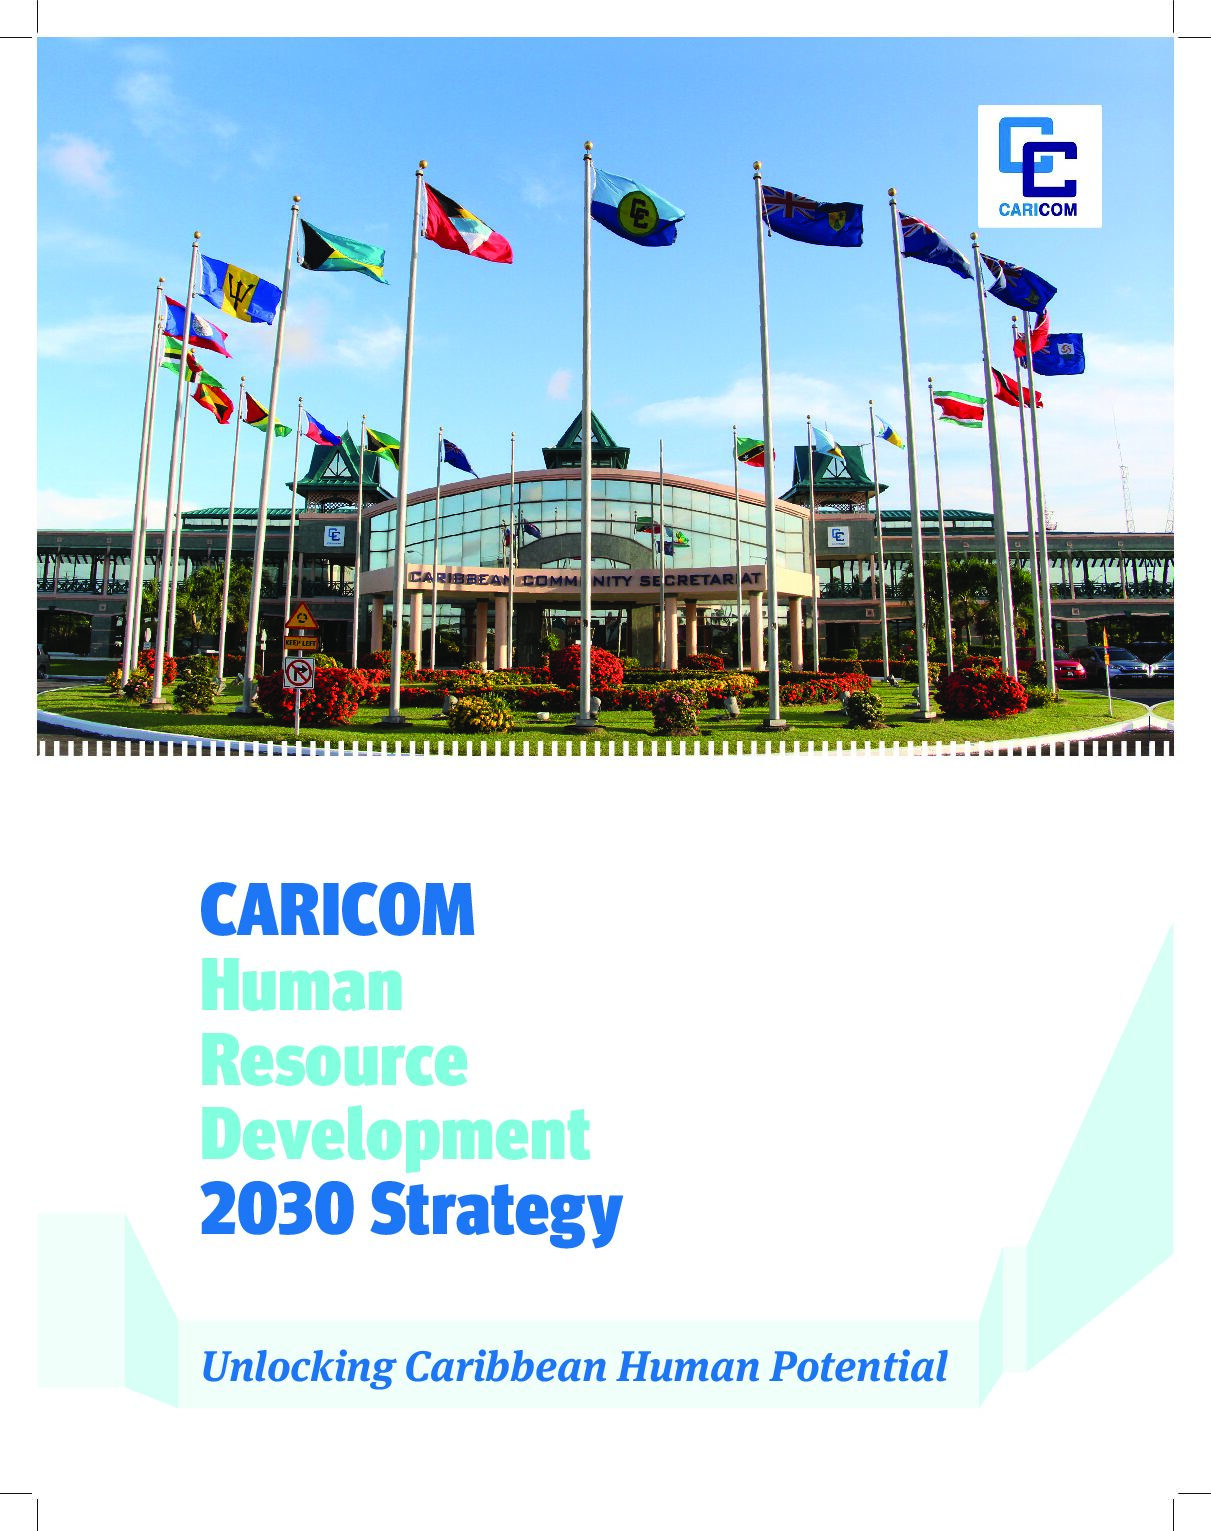 CARICOM
CARIBBEAN COMMUNITY SECRETARIAT
KEEP LEFT
CARICOM
Human
Resource
Development
2030 Strategy
Unlocking Caribbean Human Potential